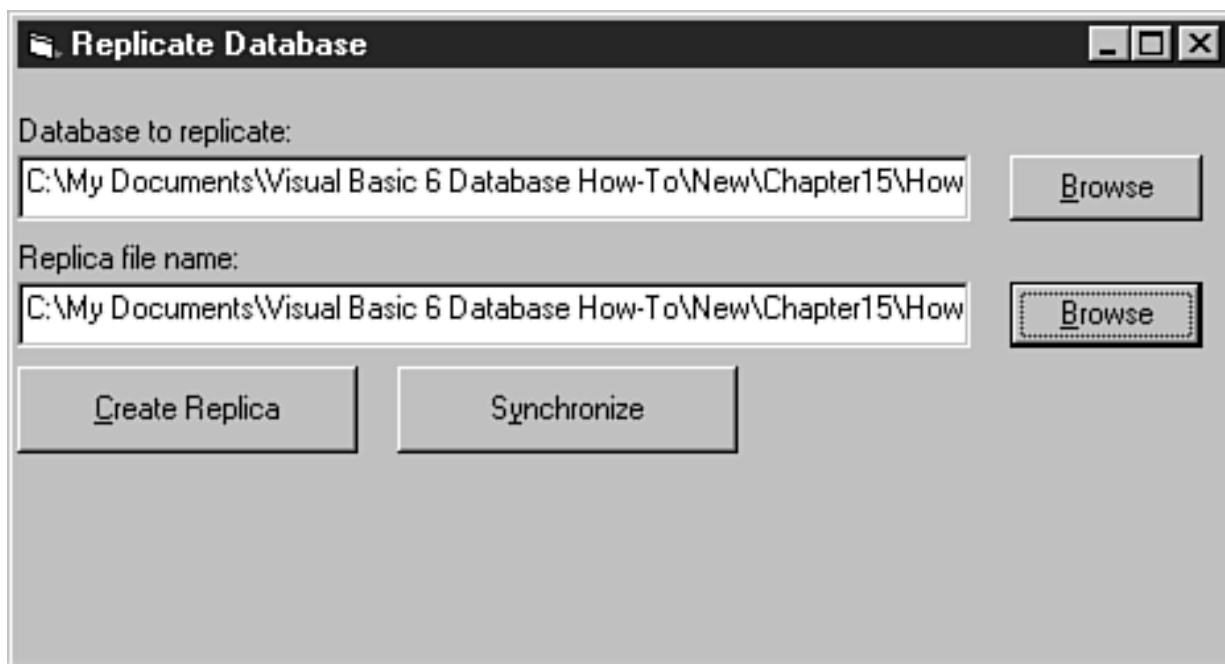 Replicate Database
Database to replicate:
C:\My Documents\Visual Basic 6 Database How-To\New\Chapter15\How
Browse
Replica file name:
C:\My Documents\Visual Basic 6 Database How-To\New\Chapter15\How
Browse
Create Replica
Synchronize